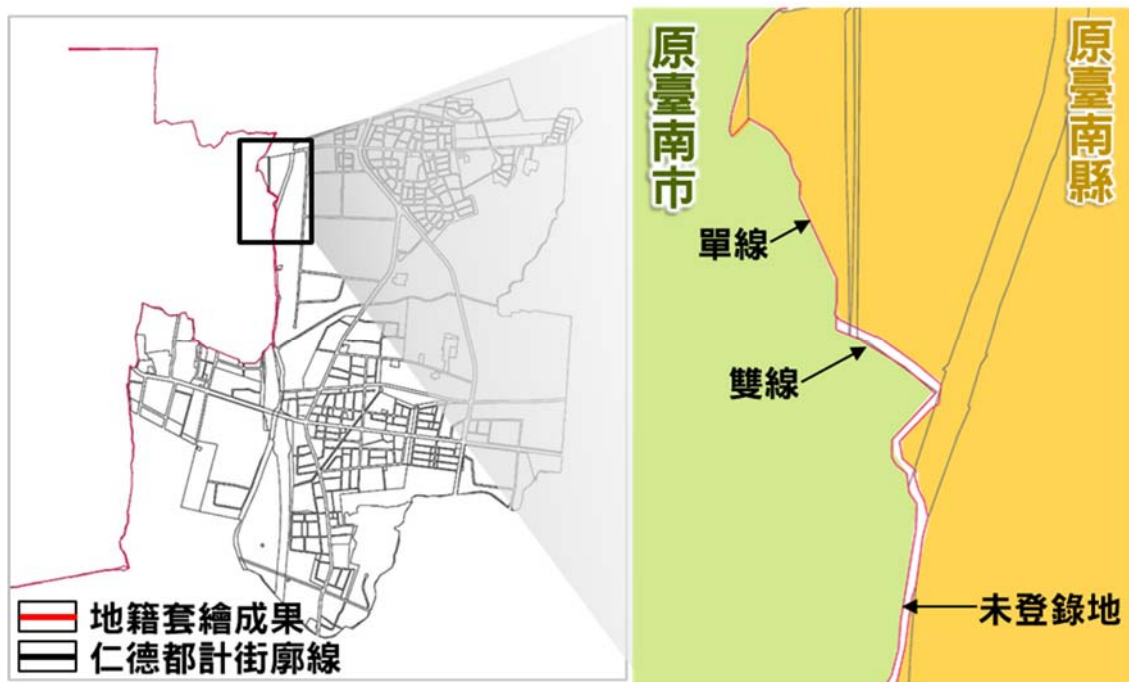 地籍套繪成果
仁德都計街廓線
原臺南市
原臺南縣
單線
雙線
未登錄地